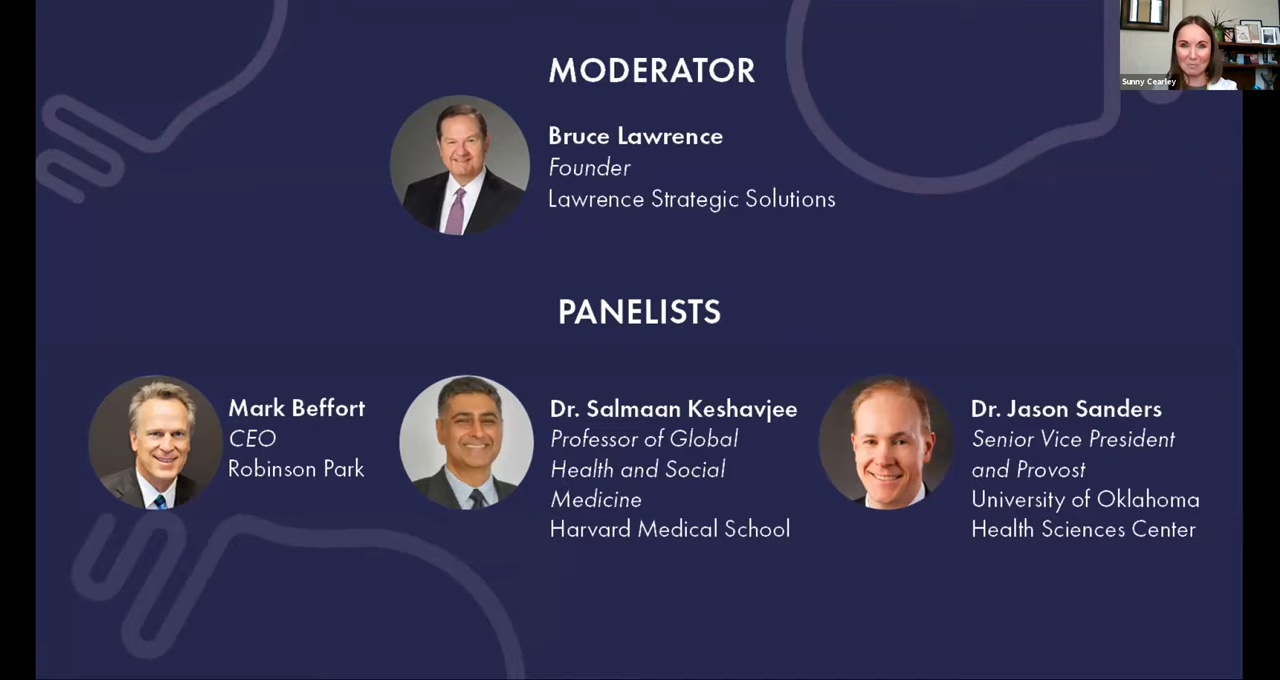 MODERATOR
Sunny Cearley
Bruce Lawrence
Founder
Lawrence Strategic Solutions
PANELISTS
Mark Beffort
CEO
Robinson Park
Dr. Salmaan Keshavjee
Professor of Global
Health and Social
Medicine
Harvard Medical School
Dr. Jason Sanders
Senior Vice President
and Provost
University of Oklahoma
Health Sciences Center